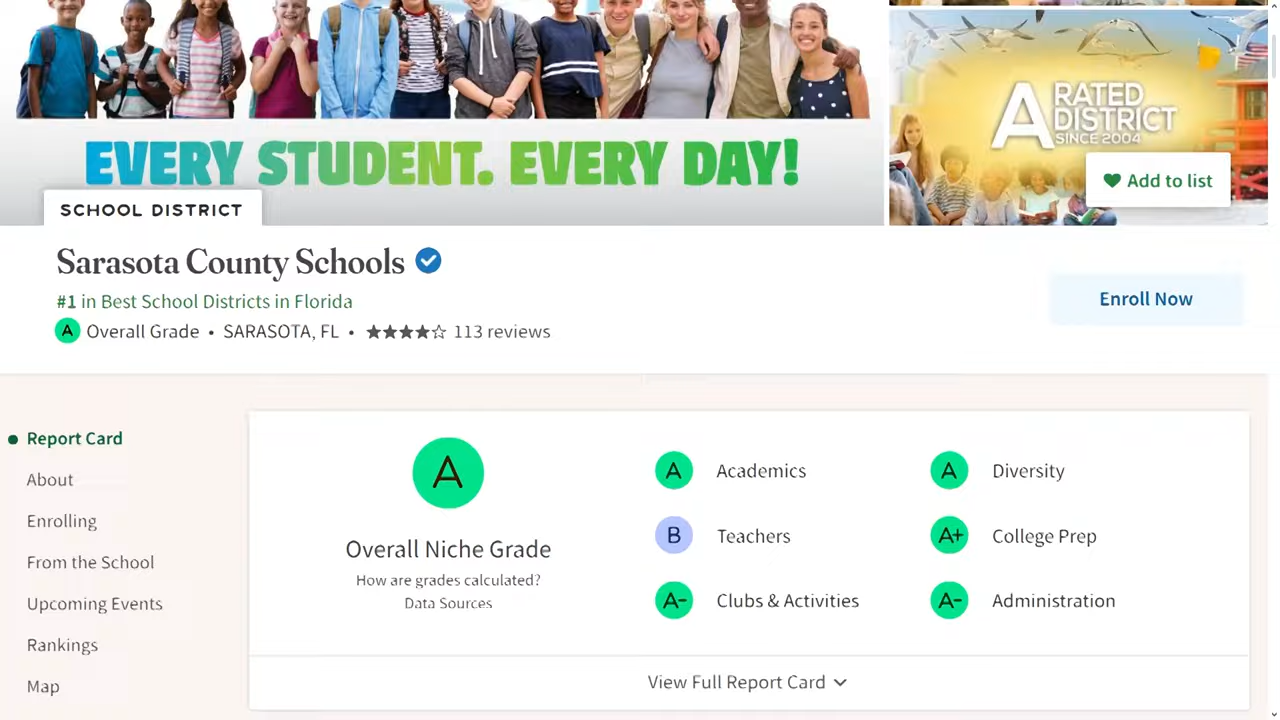 A RATED
DISTRICT
SINCE 2004
Add to list
EVERY STUDENT. EVERY DAY!
SCHOOL DISTRICT
Sarasota County Schools
#1 in Best School Districts in Florida
A Overall Grade • SARASOTA, FL • 113 reviews
Enroll Now
Report Card
About
Enrolling
From the School
Upcoming Events
Rankings
Map
A
Overall Niche Grade
How are grades calculated?
Data Sources
A Academics
B Teachers
A- Clubs & Activities
A Diversity
A+ College Prep
A- Administration
View Full Report Card